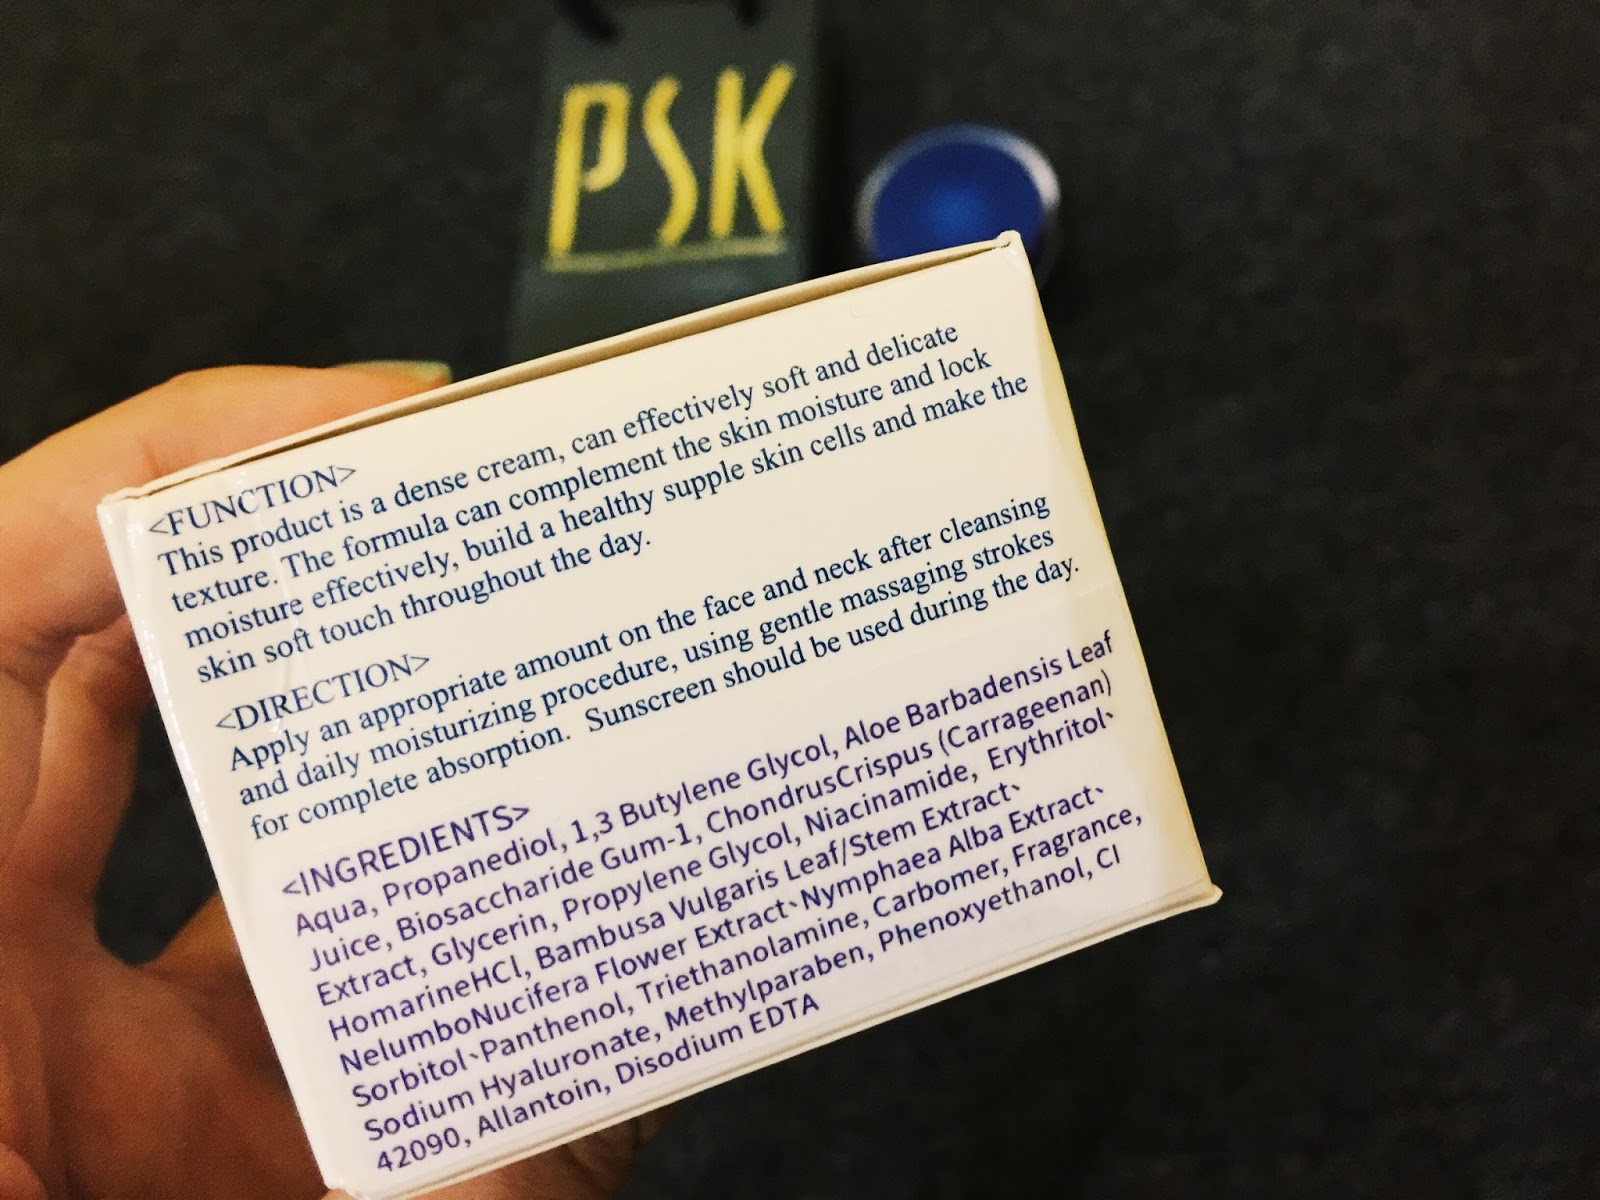 PSK
<FUNCTION>
This product is a dense cream, can effectively soft and delicate
texture. The formula can complement the skin moisture and lock
moisture effectively, build a healthy supple skin cells and make the
skin soft touch throughout the day.
<DIRECTION>
Apply an appropriate amount on the face and neck after cleansing
and daily moisturizing procedure, using gentle massaging strokes
for complete absorption. Sunscreen should be used during the day.
<INGREDIENTS>
Aqua, Propanediol, 1,3 Butylene Glycol, Aloe Barbadensis Leaf
Juice, Biosaccharide Gum-1, ChondrusCrispus (Carrageenan)
Extract, Glycerin, Propylene Glycol, Niacinamide, Erythritol、
HomarineHCl, Bambusa Vulgaris Leaf/Stem Extract、
NelumboNucifera Flower Extract、Nymphaea Alba Extract、
Sorbitol、Panthenol, Triethanolamine, Carbomer, Fragrance,
Sodium Hyaluronate, Methylparaben, Phenoxyethanol, CI
42090, Allantoin, Disodium EDTA